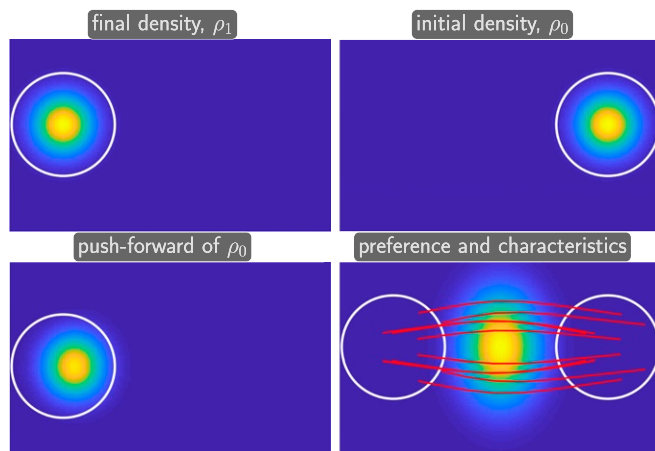 final density, ρ₁
initial density, ρ₀
push-forward of ρ₀
preference and characteristics